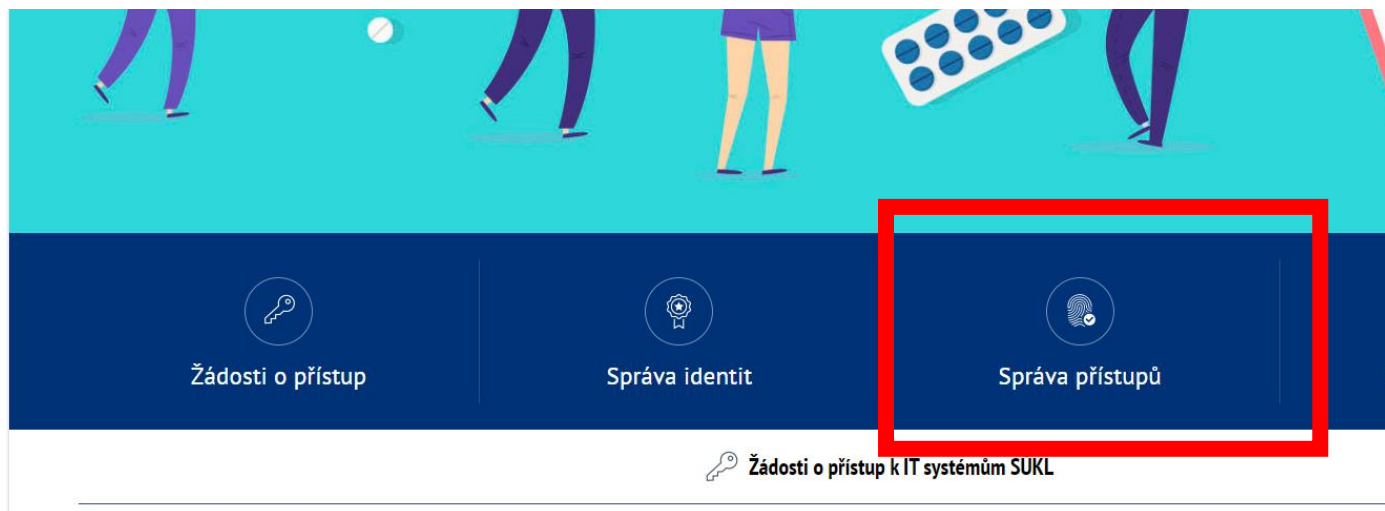 Žádosti o přístup
Správa identit
Správa přístupů
Žádosti o přístup k IT systémům SUKL